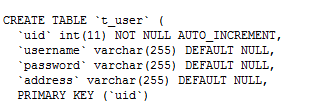 CREATE TABLE `t_user` (
`uid` int(11) NOT NULL AUTO_INCREMENT,
`username` varchar(255) DEFAULT NULL,
`password` varchar(255) DEFAULT NULL,
`address` varchar(255) DEFAULT NULL,
PRIMARY KEY (`uid`)